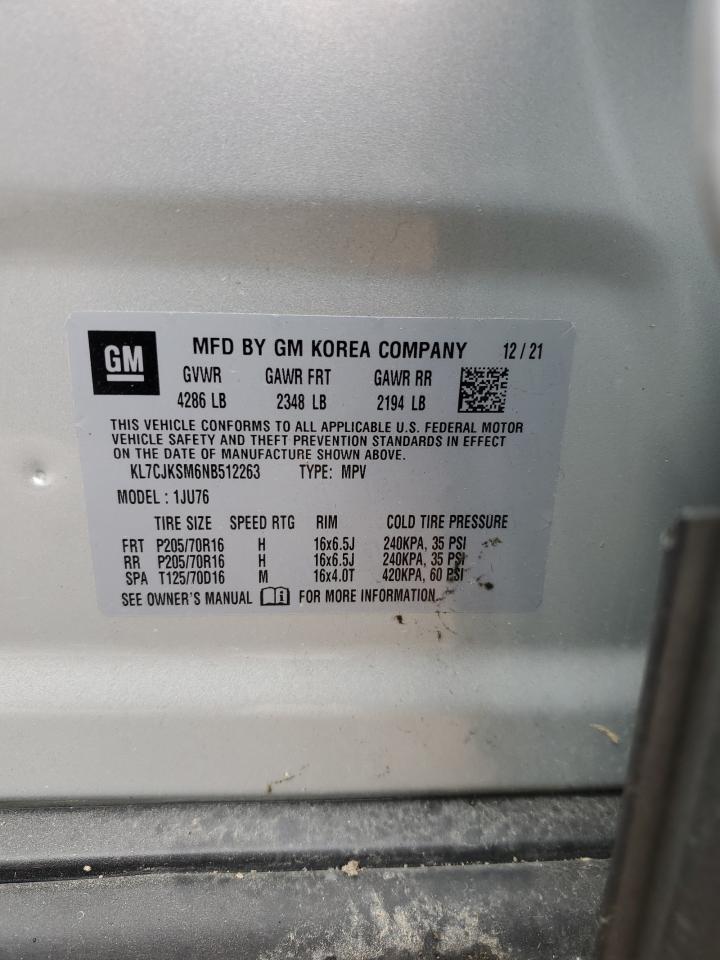 GM
MFD BY GM KOREA COMPANY 12/21
GVWR GAWR FRT GAWR RR
4286 LB 2348 LB 2194 LB
THIS VEHICLE CONFORMS TO ALL APPLICABLE U.S. FEDERAL MOTOR
VEHICLE SAFETY AND THEFT PREVENTION STANDARDS IN EFFECT
ON THE DATE OF MANUFACTURE SHOWN ABOVE.
KL7CJKSM6NB512263 TYPE: MPV
MODEL : 1JU76
TIRE SIZE SPEED RTG RIM COLD TIRE PRESSURE
FRT P205/70R16 H 16x6.5J 240KPA, 35 PSI
RR P205/70R16 H 16x6.5J 240KPA, 35 PSI
SPA T125/70D16 M 16x4.0T 420KPA, 60 PSI
SEE OWNER'S MANUAL FOR MORE INFORMATION